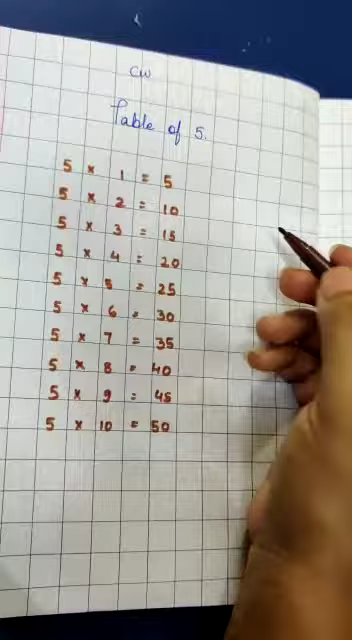 CW
Table of 5.
5 × 1 = 5
5 × 2 = 10
5 × 3 = 15
5 × 4 = 20
5 × 5 = 25
5 × 6 = 30
5 × 7 = 35
5 × 8 = 40
5 × 9 = 45
5 × 10 = 50